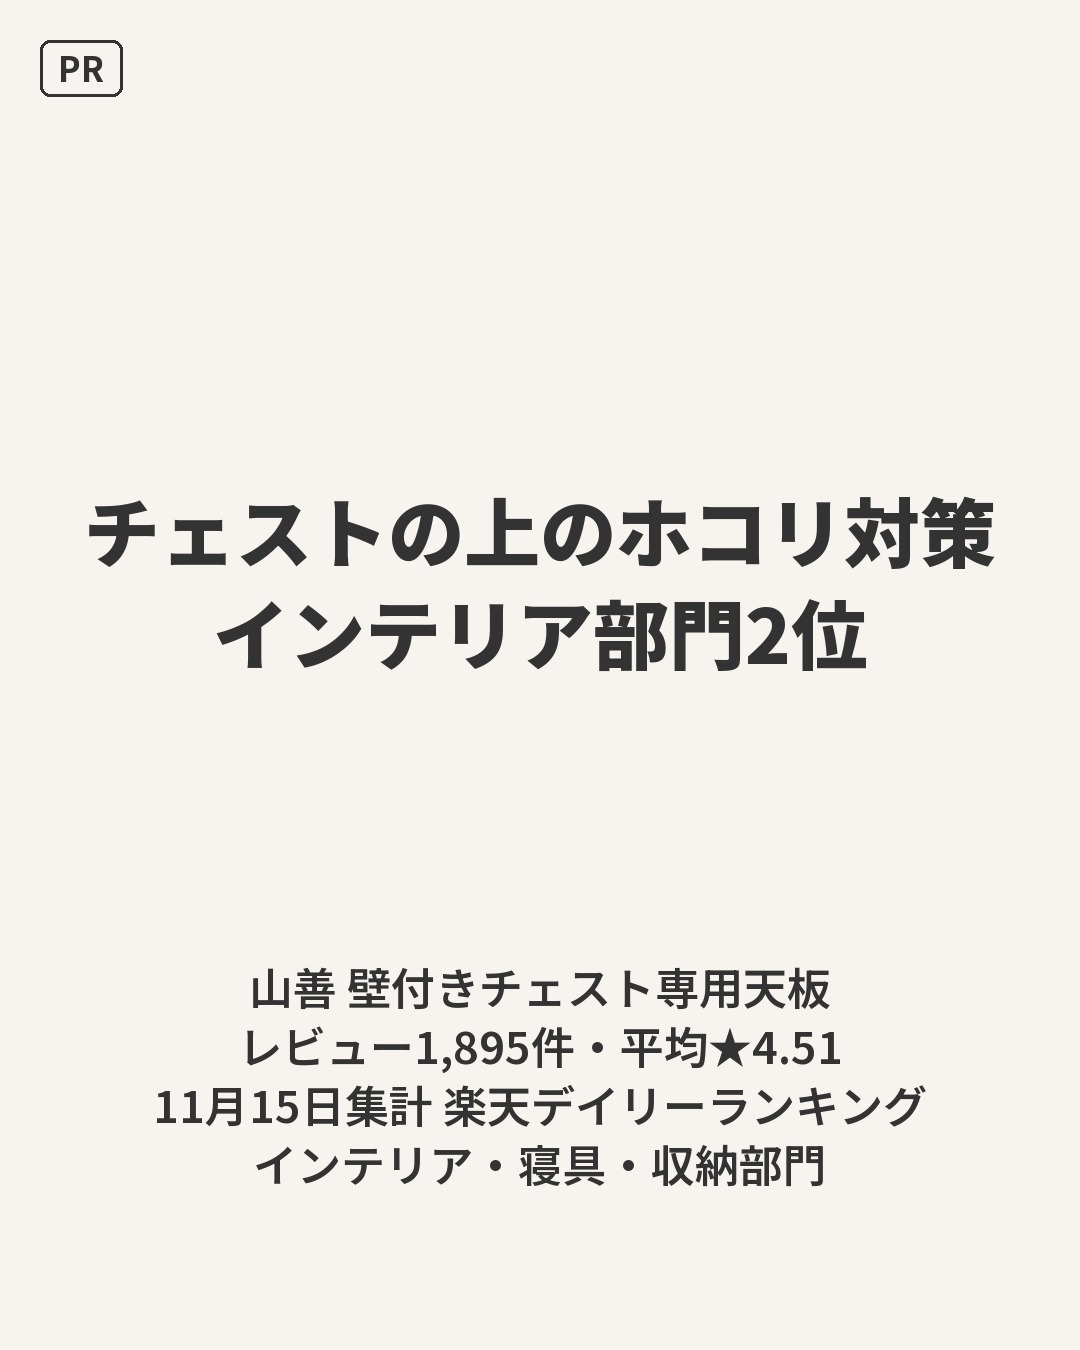 PR
チェストの上のホコリ対策
インテリア部門2位
山善 壁付きチェスト専用天板
レビュー1,895件・平均★4.51
11月15日集計 楽天デイリーランキング
インテリア・寝具・収納部門